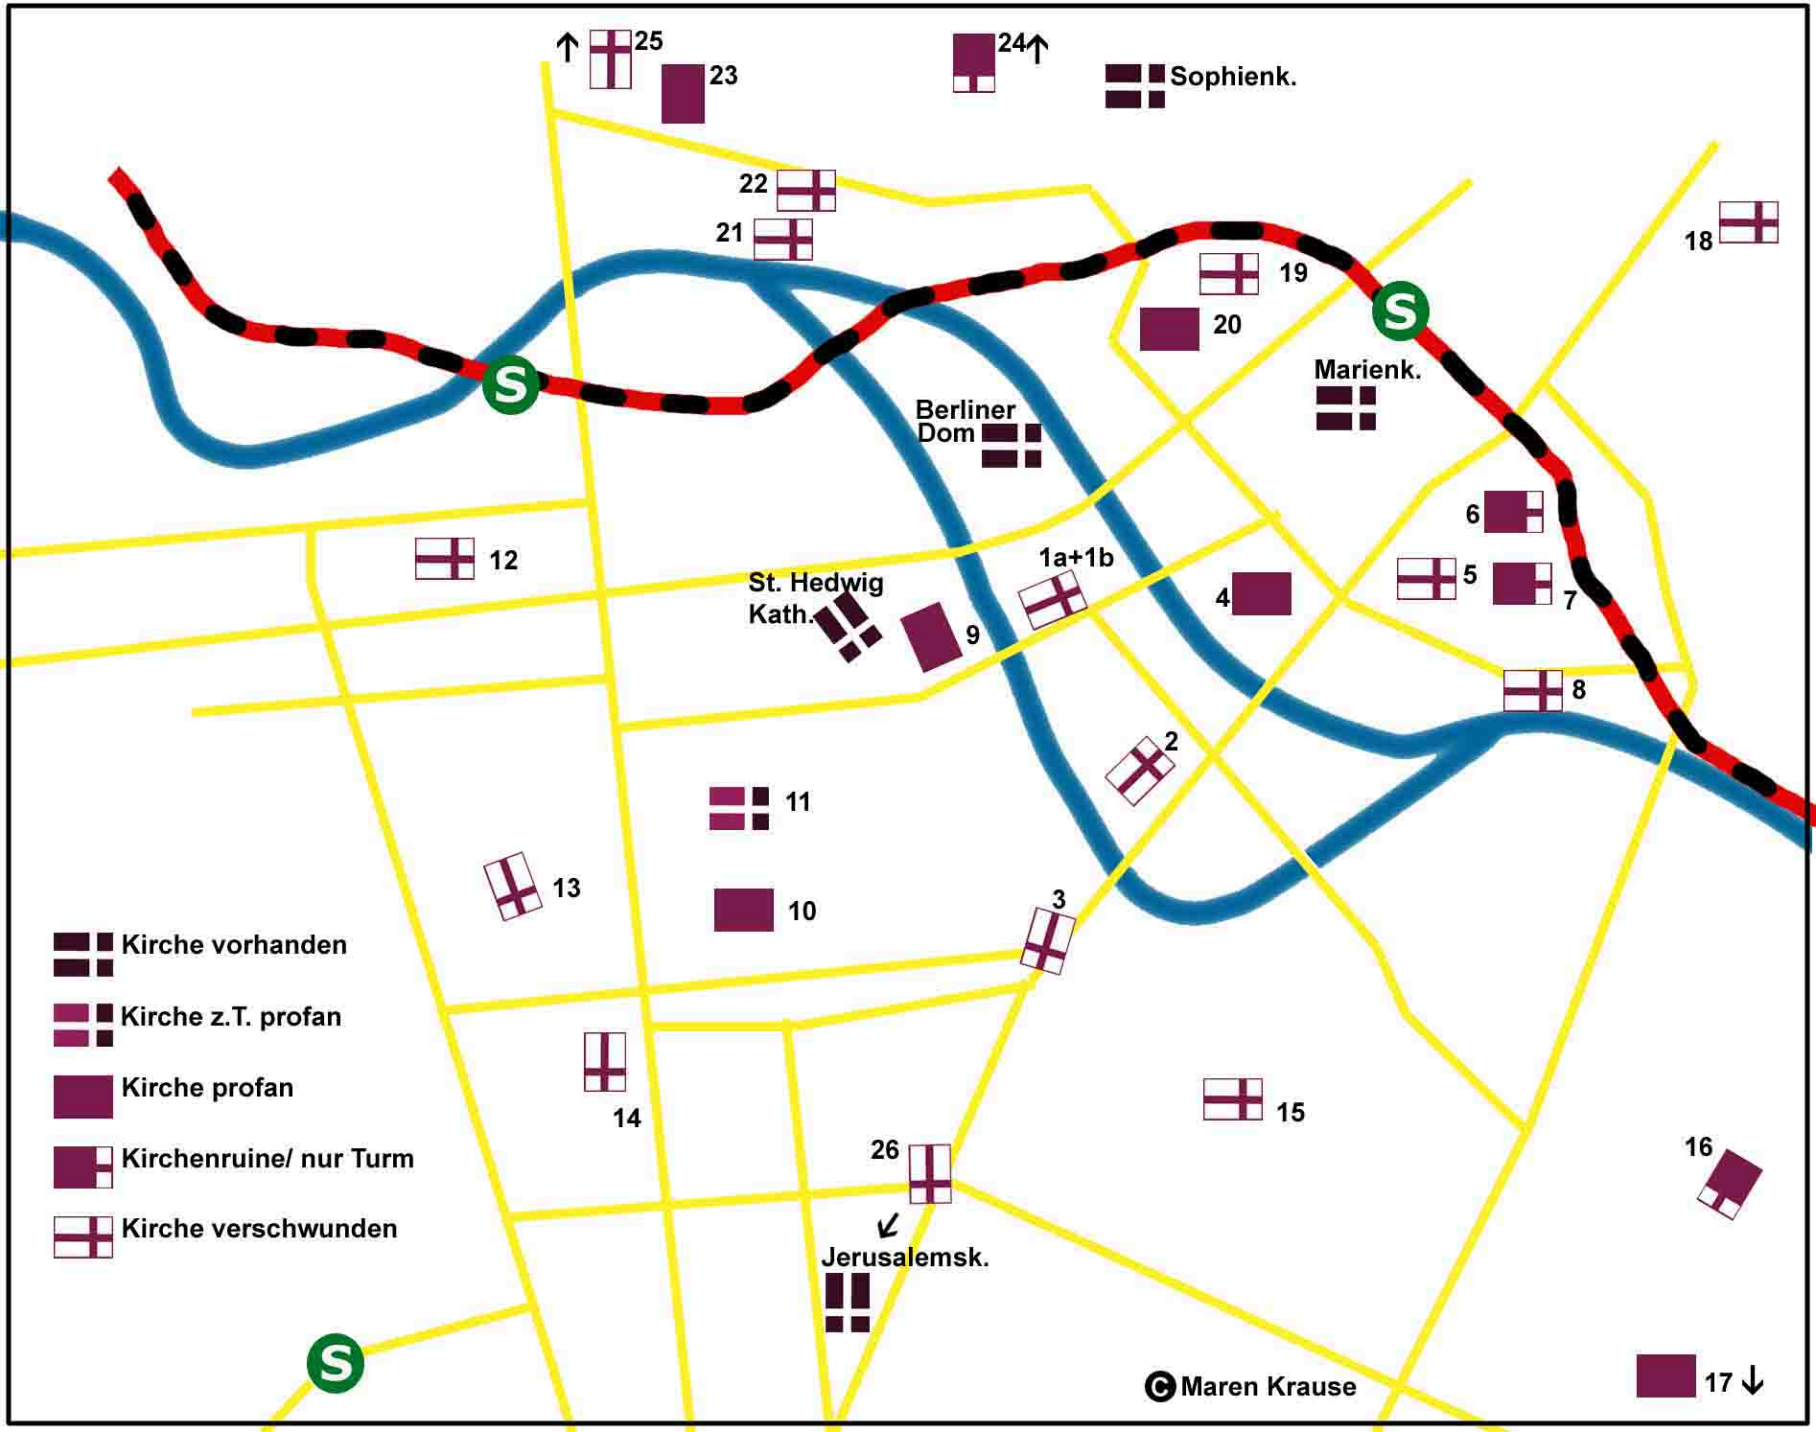 25
23
24
Sophienk.
22
21
18
19
20
S
Marienk.
S
Berliner
Dom
6
1a+1b
12
5
7
St. Hedwig
Kath.
4
9
8
2
11
13
10
3
Kirche vorhanden
Kirche z.T. profan
Kirche profan
Kirchenruine/ nur Turm
Kirche verschwunden
14
15
26
16
Jerusalemsk.
S
C Maren Krause
17